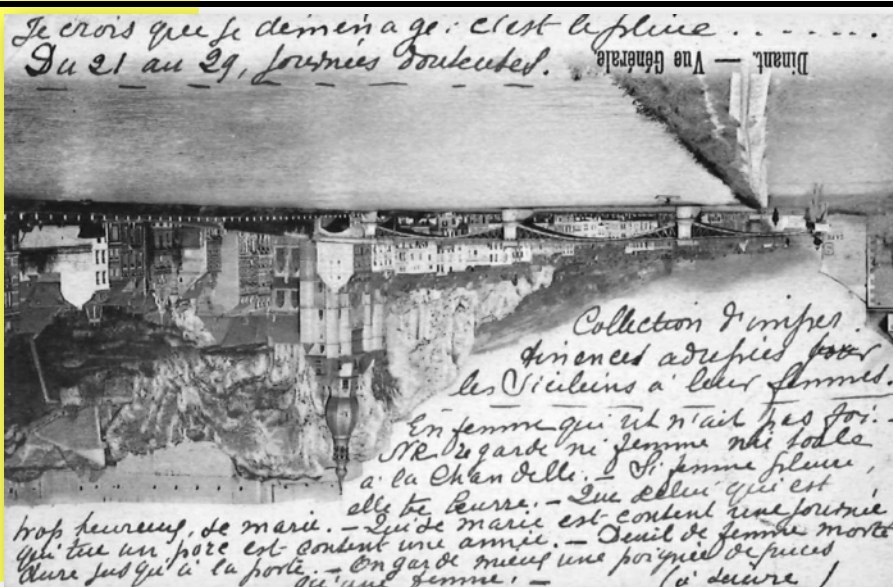 Je crois que je déménage: c'est la pluie ........
Du 21 au 29, journées douteuses.
Dinant. — Vue Générale.
Collection d'imper
tinences adressées par
les Siciliens à leur femmes
En femme qui rit n'ait pas foi. -
Ne regarde ni femme ni toile
à la Chandelle. - Si femme pleure,
elle te leurre. - Que celui qui est
trop heureux, se marie. - Qui se marie est content une journée
qui tue un porc est content une année. - Deuil de femme morte
dure jusqu'à la porte. - On garde mieux une poignée de puces
qu'une femme. - (à suivre)